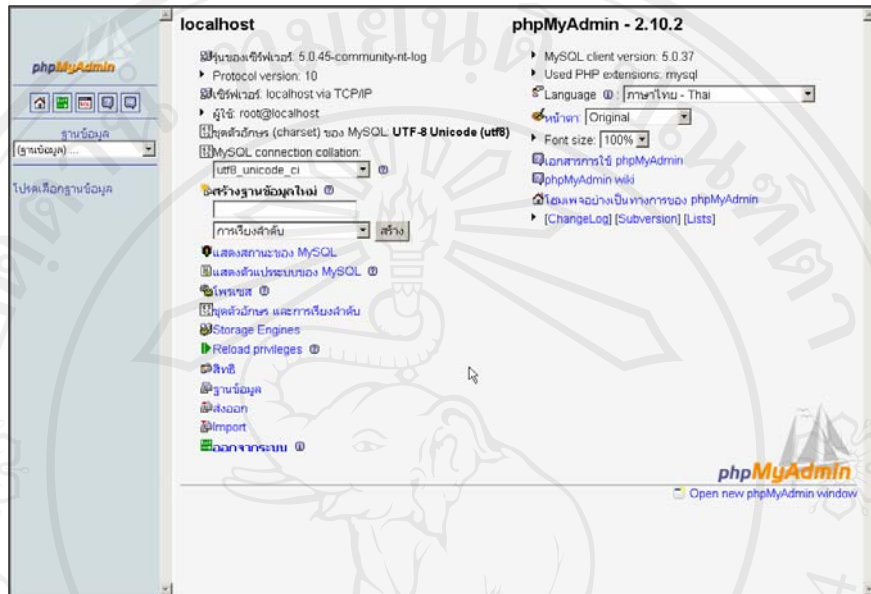 phpMyAdmin
ฐานข้อมูล
(ฐานข้อมูล) ...
โปรดเลือกฐานข้อมูล
localhost
รุ่นของเซิร์ฟเวอร์: 5.0.45-community-nt-log
Protocol version: 10
เซิร์ฟเวอร์: localhost via TCP/IP
ผู้ใช้: root@localhost
ชุดตัวอักษร (charset) ของ MySQL: UTF-8 Unicode (utf8)
MySQL connection collation:
utf8_unicode_ci
สร้างฐานข้อมูลใหม่
การเรียงลำดับ
สร้าง
แสดงสถานะของ MySQL
แสดงตัวแปรระบบของ MySQL
โพรเซส
ชุดตัวอักษร และการเรียงลำดับ
Storage Engines
Reload privileges
สิทธิ
ฐานข้อมูล
ส่งออก
Import
ออกจากระบบ
phpMyAdmin - 2.10.2
MySQL client version: 5.0.37
Used PHP extensions: mysql
Language : ภาษาไทย - Thai
หน้าตา: Original
Font size: 100%
เอกสารการใช้ phpMyAdmin
phpMyAdmin wiki
โฮมเพจอย่างเป็นทางการของ phpMyAdmin
[ChangeLog] [Subversion] [Lists]
phpMyAdmin
Open new phpMyAdmin window